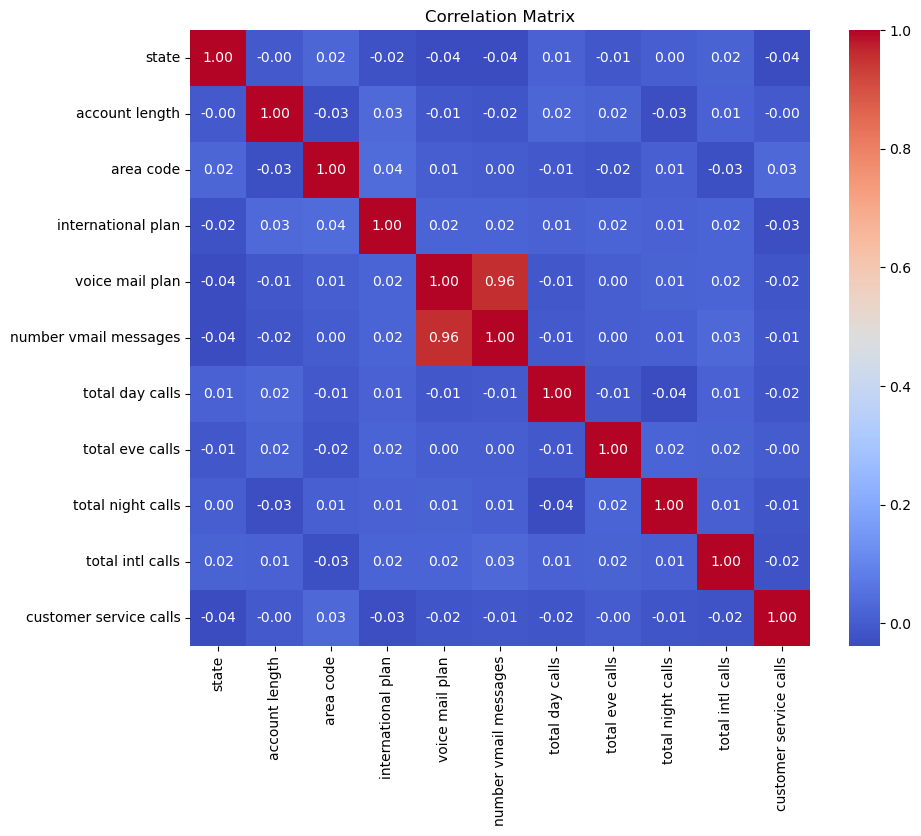 Correlation Matrix
state 1.00 -0.00 0.02 -0.02 -0.04 -0.04 0.01 -0.01 0.00 0.02 -0.04
account length -0.00 1.00 -0.03 0.03 -0.01 -0.02 0.02 0.02 -0.03 0.01 -0.00
area code 0.02 -0.03 1.00 0.04 0.01 0.00 -0.01 -0.02 0.01 -0.03 0.03
international plan -0.02 0.03 0.04 1.00 0.02 0.02 0.01 0.02 0.01 0.02 -0.03
voice mail plan -0.04 -0.01 0.01 0.02 1.00 0.96 -0.01 0.00 0.01 0.02 -0.02
number vmail messages -0.04 -0.02 0.00 0.02 0.96 1.00 -0.01 0.00 0.01 0.03 -0.01
total day calls 0.01 0.02 -0.01 0.01 -0.01 -0.01 1.00 -0.01 -0.04 0.01 -0.02
total eve calls -0.01 0.02 -0.02 0.02 0.00 0.00 -0.01 1.00 0.02 0.02 -0.00
total night calls 0.00 -0.03 0.01 0.01 0.01 0.01 -0.04 0.02 1.00 0.01 -0.01
total intl calls 0.02 0.01 -0.03 0.02 0.02 0.03 0.01 0.02 0.01 1.00 -0.02
customer service calls -0.04 -0.00 0.03 -0.03 -0.02 -0.01 -0.02 -0.00 -0.01 -0.02 1.00
state
account length
area code
international plan
voice mail plan
number vmail messages
total day calls
total eve calls
total night calls
total intl calls
customer service calls
1.0
0.8
0.6
0.4
0.2
0.0